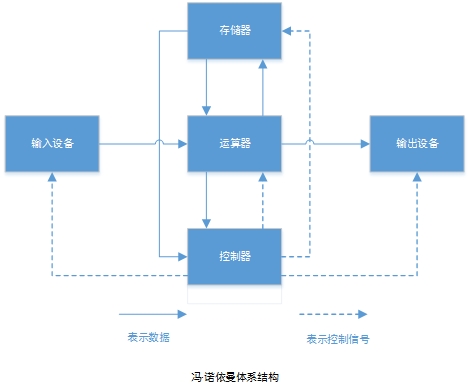 存储器
输入设备
运算器
输出设备
控制器
表示数据
表示控制信号
冯·诺依曼体系结构